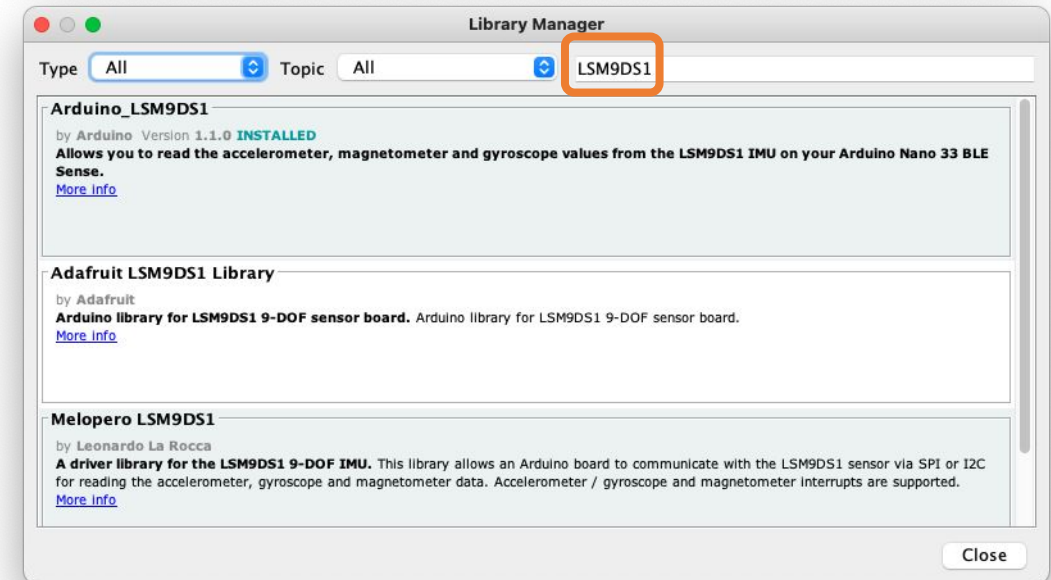 Library Manager
Type All Topic All LSM9DS1
Arduino_LSM9DS1
by Arduino Version 1.1.0 INSTALLED
Allows you to read the accelerometer, magnetometer and gyroscope values from the LSM9DS1 IMU on your Arduino Nano 33 BLE
Sense.
More info
Adafruit LSM9DS1 Library
by Adafruit
Arduino library for LSM9DS1 9-DOF sensor board. Arduino library for LSM9DS1 9-DOF sensor board.
More info
Melopero LSM9DS1
by Leonardo La Rocca
A driver library for the LSM9DS1 9-DOF IMU. This library allows an Arduino board to communicate with the LSM9DS1 sensor via SPI or I2C
for reading the accelerometer, gyroscope and magnetometer data. Accelerometer / gyroscope and magnetometer interrupts are supported.
More info
Close